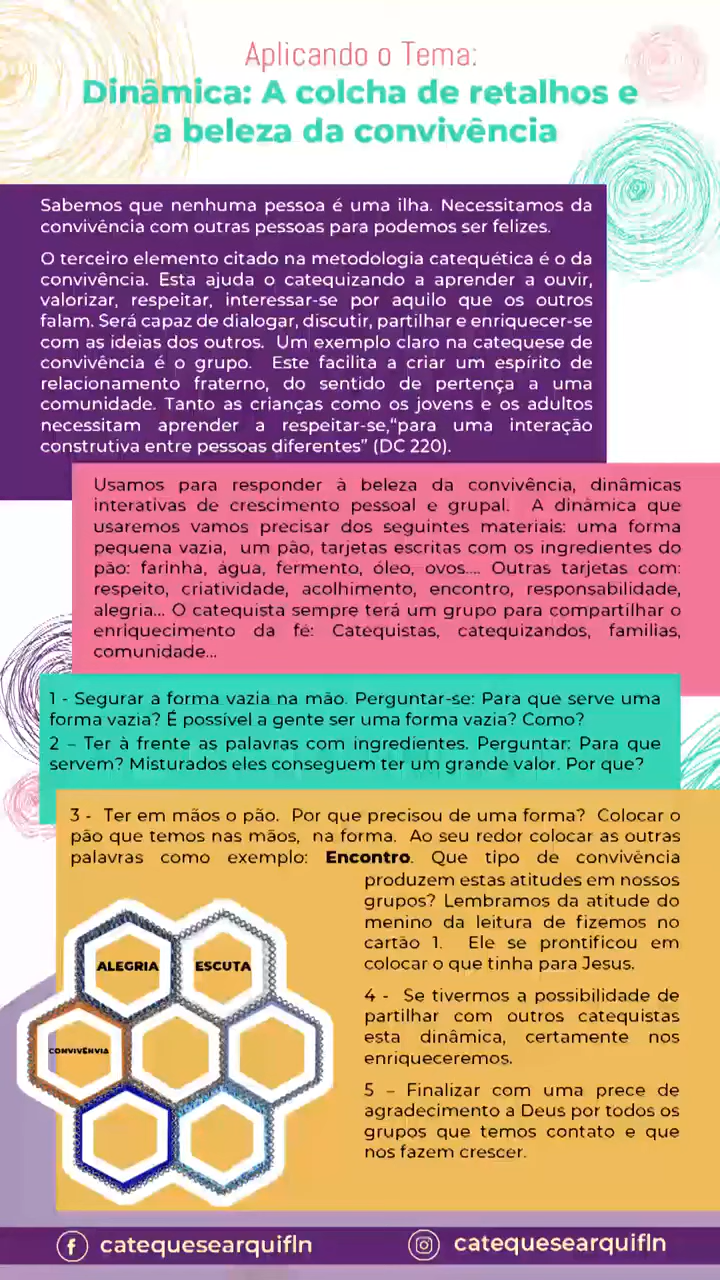 Aplicando o Tema:
Dinâmica: A colcha de retalhos e
a beleza da convivência
Sabemos que nenhuma pessoa é uma ilha. Necessitamos da
convivência com outras pessoas para podemos ser felizes.
O terceiro elemento citado na metodologia catequética é o da
convivência. Esta ajuda o catequizando a aprender a ouvir,
valorizar, respeitar, interessar-se por aquilo que os outros
falam. Será capaz de dialogar, discutir, partilhar e enriquecer-se
com as ideias dos outros. Um exemplo claro na catequese de
convivência é o grupo. Este facilita a criar um espírito de
relacionamento fraterno, do sentido de pertença a uma
comunidade. Tanto as crianças como os jovens e os adultos
necessitam aprender a respeitar-se,“para uma interação
construtiva entre pessoas diferentes” (DC 220).
Usamos para responder à beleza da convivência, dinâmicas
interativas de crescimento pessoal e grupal. A dinâmica que
usaremos vamos precisar dos seguintes materiais: uma forma
pequena vazia, um pão, tarjetas escritas com os ingredientes do
pão: farinha, água, fermento, óleo, ovos.... Outras tarjetas com:
respeito, criatividade, acolhimento, encontro, responsabilidade,
alegria... O catequista sempre terá um grupo para compartilhar o
enriquecimento da fé: Catequistas, catequizandos, famílias,
comunidade...
1 - Segurar a forma vazia na mão. Perguntar-se: Para que serve uma
forma vazia? É possível a gente ser uma forma vazia? Como?
2 – Ter à frente as palavras com ingredientes. Perguntar: Para que
servem? Misturados eles conseguem ter um grande valor. Por que?
3 - Ter em mãos o pão. Por que precisou de uma forma? Colocar o
pão que temos nas mãos, na forma. Ao seu redor colocar as outras
palavras como exemplo: Encontro. Que tipo de convivência
produzem estas atitudes em nossos
grupos? Lembramos da atitude do
menino da leitura de fizemos no
cartão 1. Ele se prontificou em
colocar o que tinha para Jesus.
4 - Se tivermos a possibilidade de
partilhar com outros catequistas
esta dinâmica, certamente nos
enriqueceremos.
5 – Finalizar com uma prece de
agradecimento a Deus por todos os
grupos que temos contato e que
nos fazem crescer.
ALEGRIA
ESCUTA
CONVIVÊNVIA
catequesearquifln
catequesearquifln